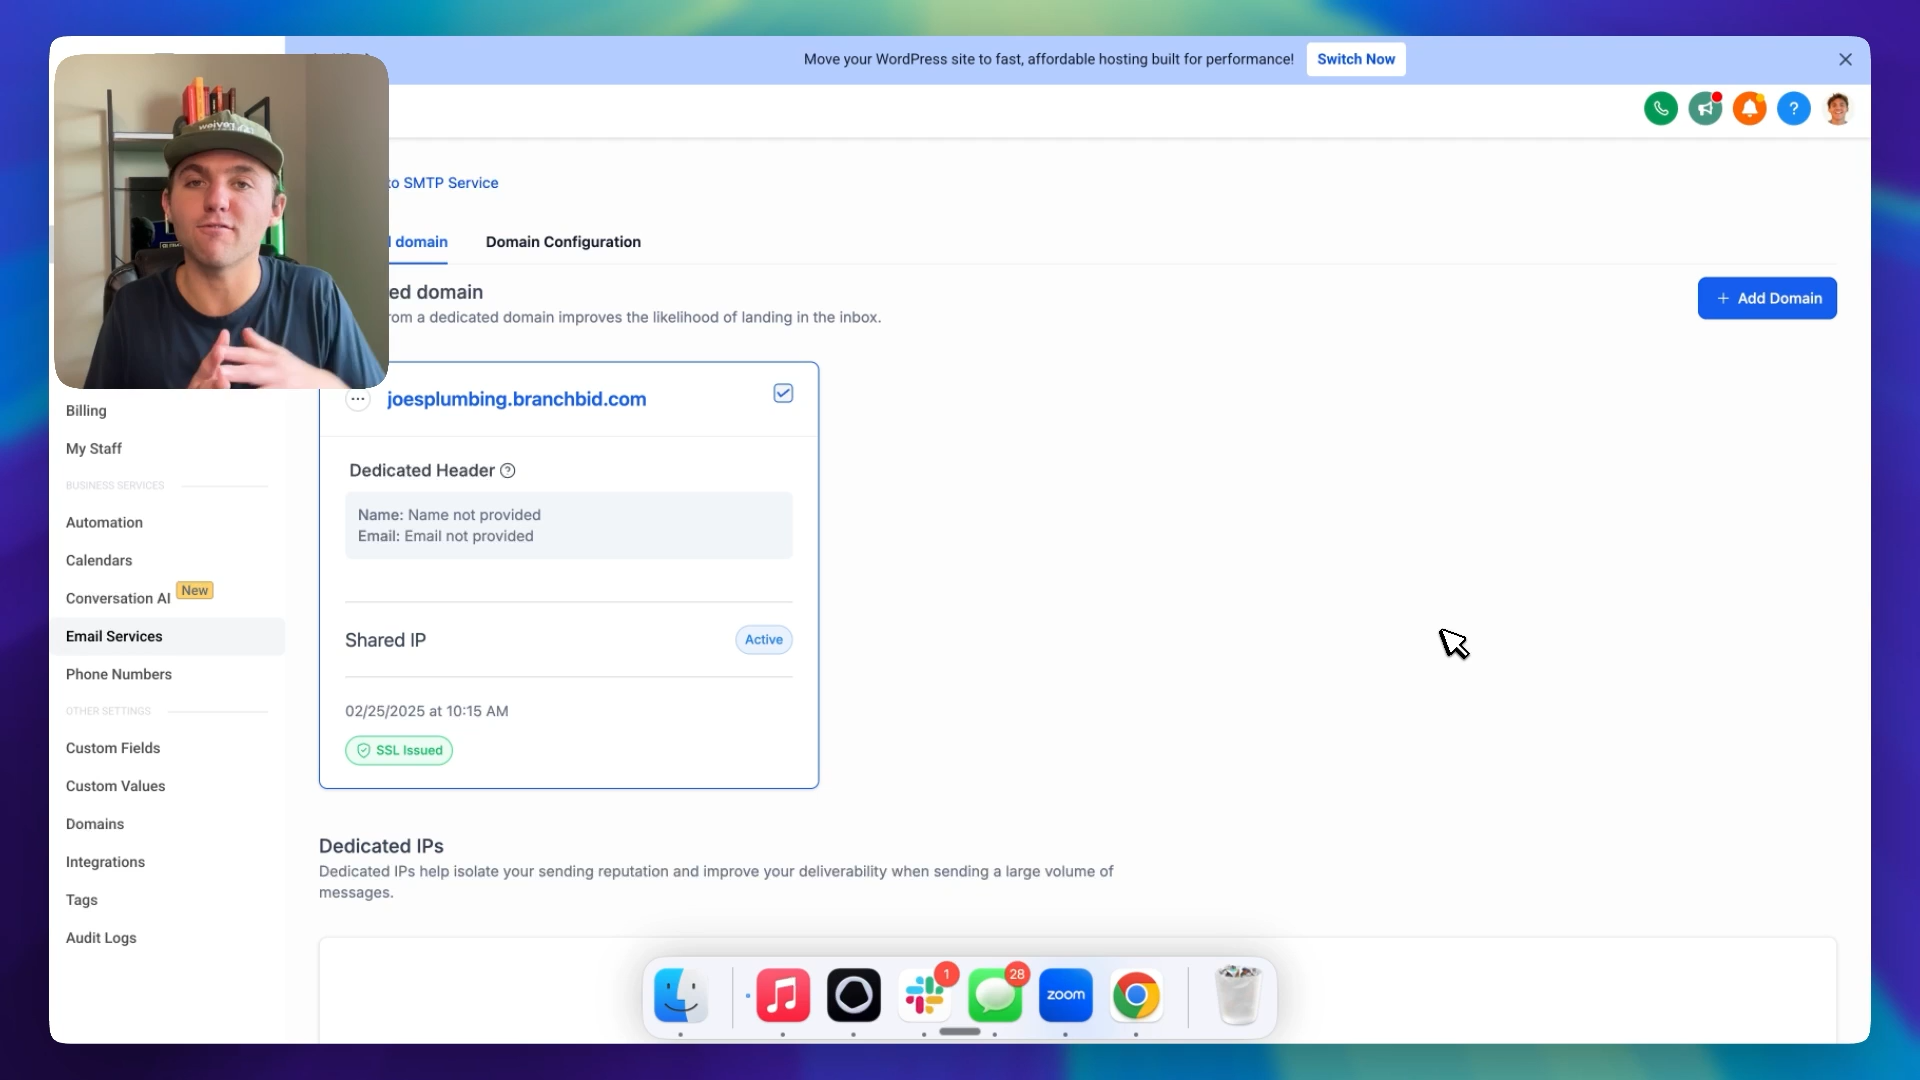 Move your WordPress site to fast, affordable hosting built for performance!
Switch Now
?
to SMTP Service
domain
Domain Configuration
ed domain
om a dedicated domain improves the likelihood of landing in the inbox.
+ Add Domain
joesplumbing.branchbid.com
Dedicated Header ?
Name: Name not provided
Email: Email not provided
Shared IP
Active
02/25/2025 at 10:15 AM
SSL Issued
Dedicated IPs
Dedicated IPs help isolate your sending reputation and improve your deliverability when sending a large volume of
messages.
Billing
My Staff
BUSINESS SERVICES
Automation
Calendars
Conversation AI New
Email Services
Phone Numbers
OTHER SETTINGS
Custom Fields
Custom Values
Domains
Integrations
Tags
Audit Logs
1
28
zoom